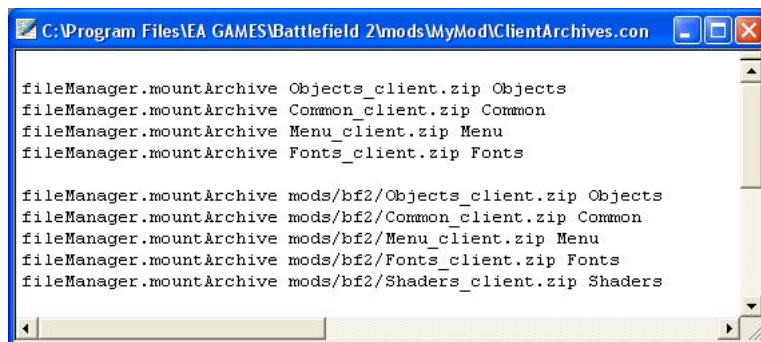 C:\Program Files\EA GAMES\Battlefield 2\mods\MyMod\ClientArchives.con
fileManager.mountArchive Objects_client.zip Objects
fileManager.mountArchive Common_client.zip Common
fileManager.mountArchive Menu_client.zip Menu
fileManager.mountArchive Fonts_client.zip Fonts
fileManager.mountArchive mods/bf2/Objects_client.zip Objects
fileManager.mountArchive mods/bf2/Common_client.zip Common
fileManager.mountArchive mods/bf2/Menu_client.zip Menu
fileManager.mountArchive mods/bf2/Fonts_client.zip Fonts
fileManager.mountArchive mods/bf2/Shaders_client.zip Shaders